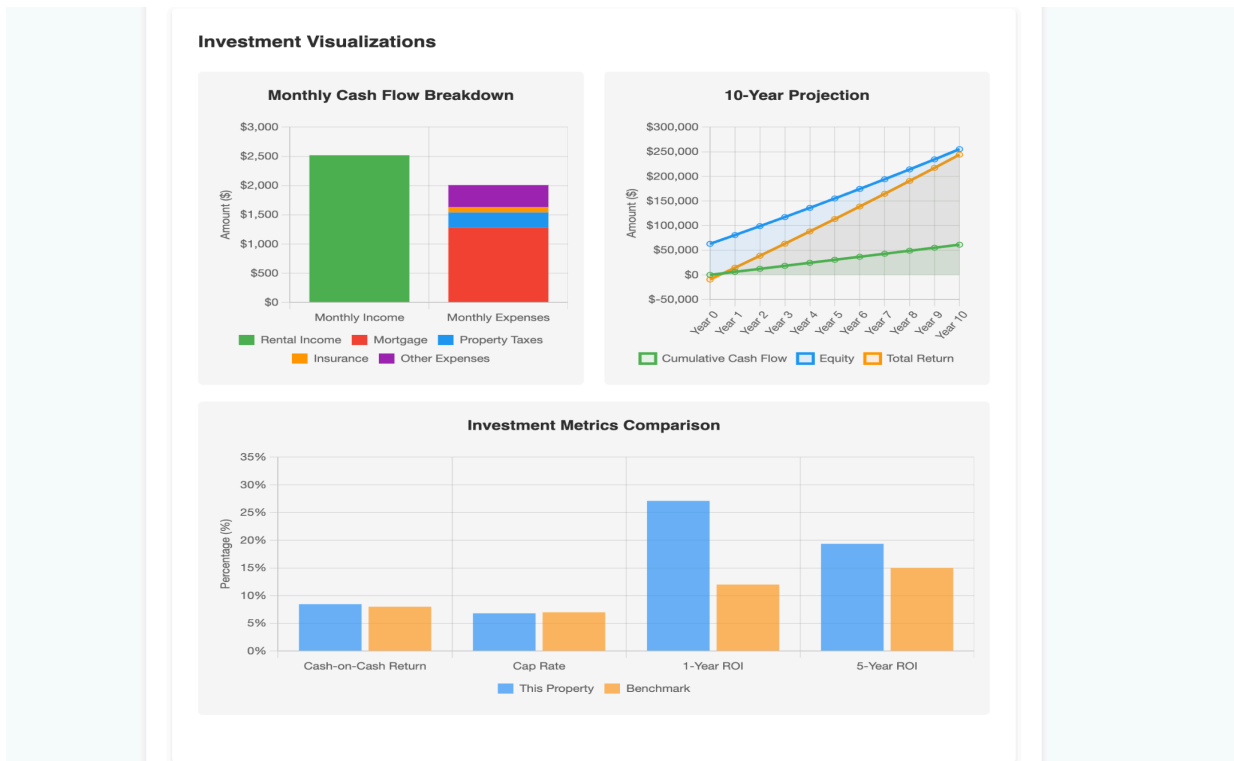 Investment Visualizations
Monthly Cash Flow Breakdown
$3,000
$2,500
$2,000
$1,500
$1,000
$500
$0
Amount ($)
Monthly Income
Monthly Expenses
Rental Income
Mortgage
Property Taxes
Insurance
Other Expenses
10-Year Projection
$300,000
$250,000
$200,000
$150,000
$100,000
$50,000
$0
$-50,000
Amount ($)
Year 0
Year 1
Year 2
Year 3
Year 4
Year 5
Year 6
Year 7
Year 8
Year 9
Year 10
Cumulative Cash Flow
Equity
Total Return
Investment Metrics Comparison
35%
30%
25%
20%
15%
10%
5%
0%
Percentage (%)
Cash-on-Cash Return
Cap Rate
1-Year ROI
5-Year ROI
This Property
Benchmark